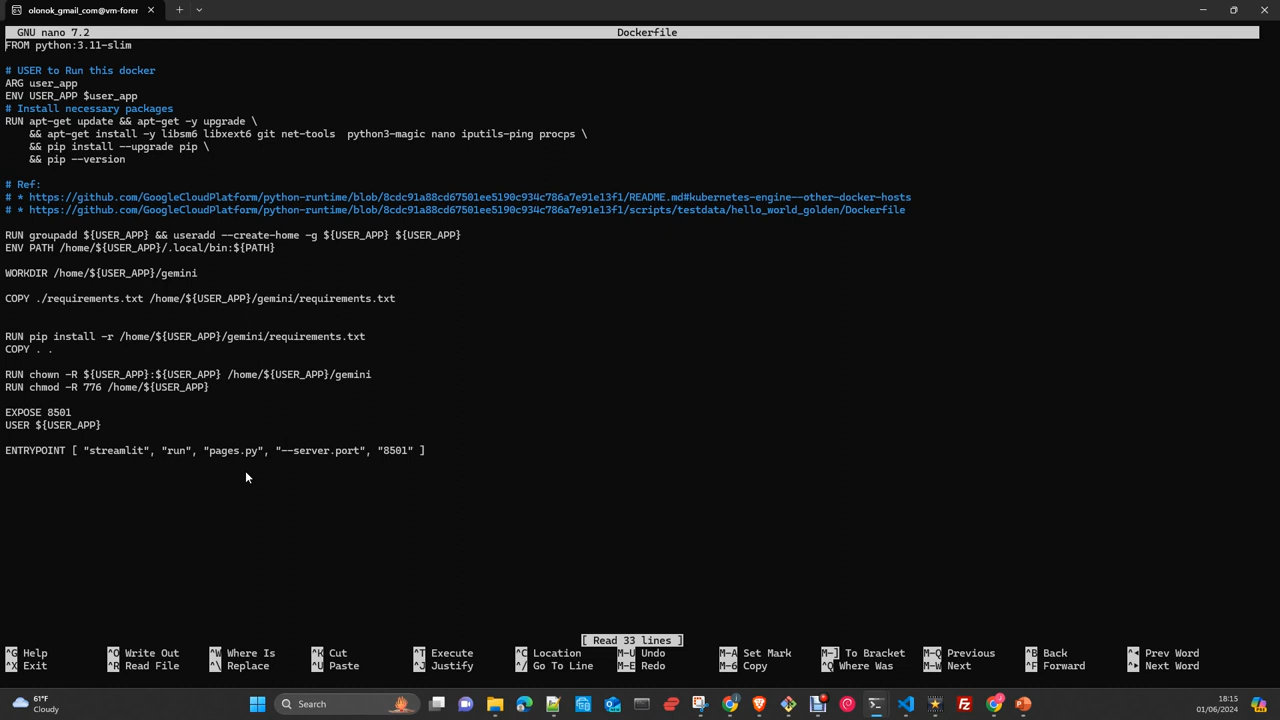 olonok_gmail_com@vm-forer
GNU nano 7.2 Dockerfile
FROM python:3.11-slim
# USER to Run this docker
ARG user_app
ENV USER_APP $user_app
# Install necessary packages
RUN apt-get update && apt-get -y upgrade \
&& apt-get install -y libsm6 libxext6 git net-tools  python3-magic nano iputils-ping procps \
&& pip install --upgrade pip \
&& pip --version
# Ref:
# * https://github.com/GoogleCloudPlatform/python-runtime/blob/8cdc91a88cd67501ee5190c934c786a7e91e13f1/README.md#kubernetes-engine--other-docker-hosts
# * https://github.com/GoogleCloudPlatform/python-runtime/blob/8cdc91a88cd67501ee5190c934c786a7e91e13f1/scripts/testdata/hello_world_golden/Dockerfile
RUN groupadd ${USER_APP} && useradd --create-home -g ${USER_APP} ${USER_APP}
ENV PATH /home/${USER_APP}/.local/bin:${PATH}
WORKDIR /home/${USER_APP}/gemini
COPY ./requirements.txt /home/${USER_APP}/gemini/requirements.txt
RUN pip install -r /home/${USER_APP}/gemini/requirements.txt
COPY . .
RUN chown -R ${USER_APP}:${USER_APP} /home/${USER_APP}/gemini
RUN chmod -R 776 /home/${USER_APP}
EXPOSE 8501
USER ${USER_APP}
ENTRYPOINT [ "streamlit", "run", "pages.py", "--server.port", "8501" ]
[ Read 33 lines ]
^G Help ^O Write Out ^W Where Is ^K Cut ^T Execute ^C Location M-U Undo M-A Set Mark M-] To Bracket M-Q Previous ^B Back ^◂ Prev Word
^X Exit ^R Read File ^\ Replace ^U Paste ^J Justify ^/ Go To Line M-E Redo M-6 Copy ^Q Where Was M-W Next ^F Forward ^▸ Next Word
61°F
Cloudy
Search
18:15
01/06/2024